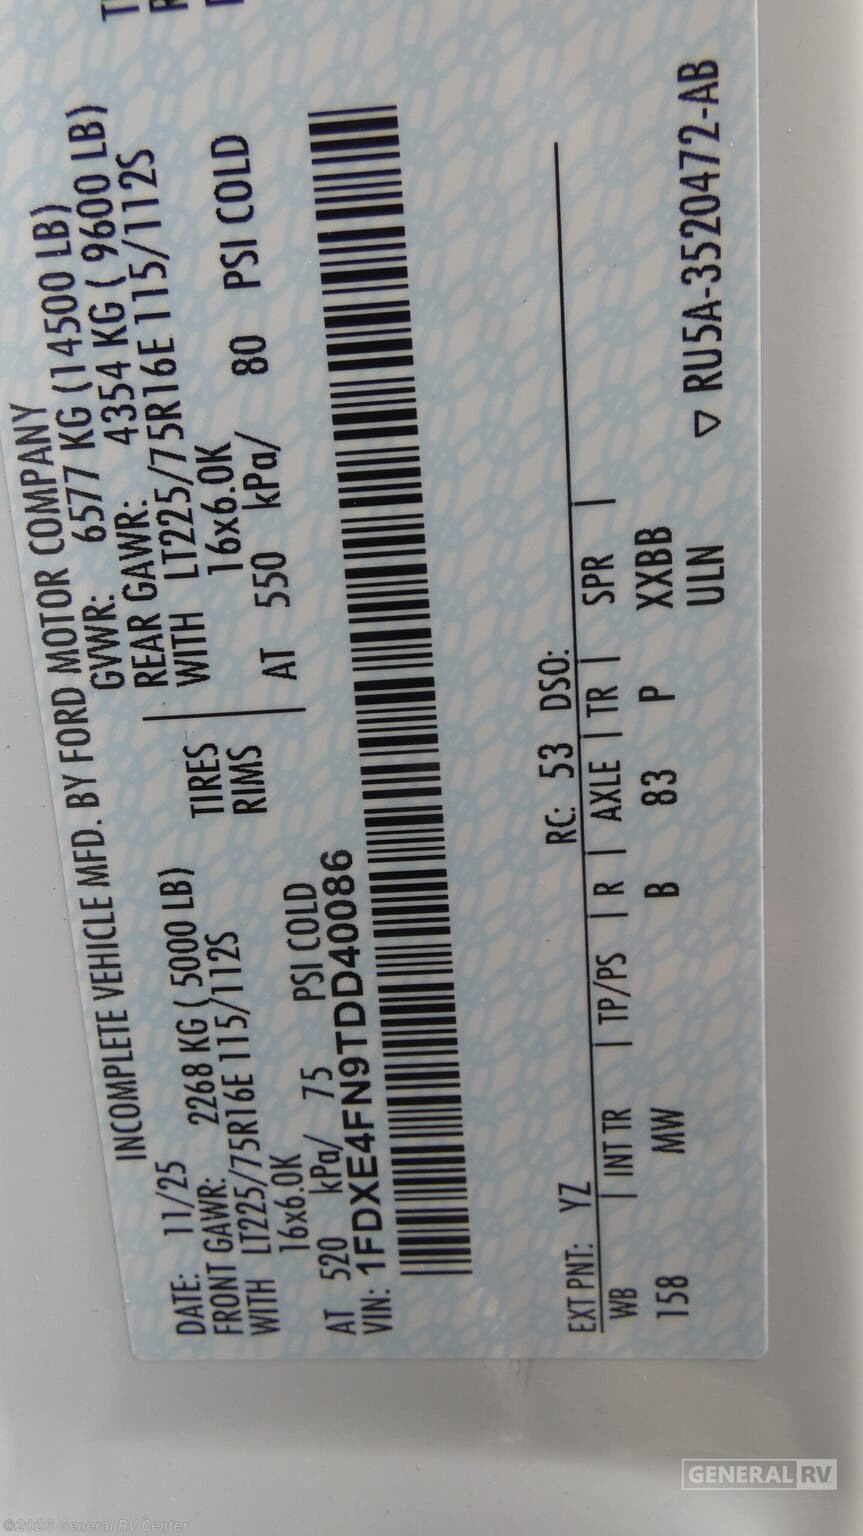 INCOMPLETE VEHICLE MFD. BY FORD MOTOR COMPANY
DATE: 11/25
GVWR: 6577 KG (14500 LB)
FRONT GAWR: 2268 KG ( 5000 LB)
REAR GAWR: 4354 KG ( 9600 LB)
WITH LT225/75R16E 115/112S
TIRES
WITH LT225/75R16E 115/112S
16x6.0K
RIMS
16x6.0K
AT 520 kPa/ 75 PSI COLD
AT 550 kPa/ 80 PSI COLD
VIN: 1FDXE4FN9TDD40086
EXT PNT: YZ
RC: 53 DSO:
WB | INT TR | TP/PS | R | AXLE | TR | SPR |
158 MW B 83 P XXBB
ULN
▽ RU5A-3520472-AB
GENERAL RV
©2026 General RV Center